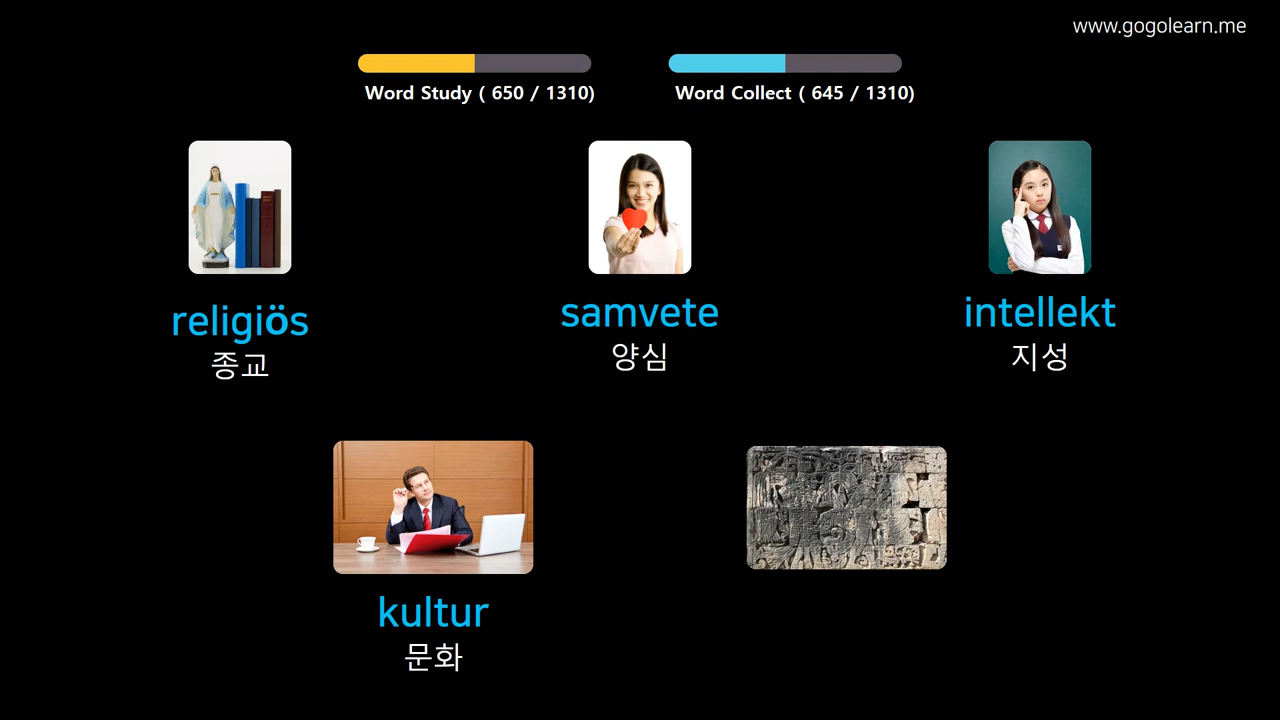 www.gogolearn.me
Word Study ( 650 / 1310)
Word Collect ( 645 / 1310)
religiös
종교
samvete
양심
intellekt
지성
kultur
문화